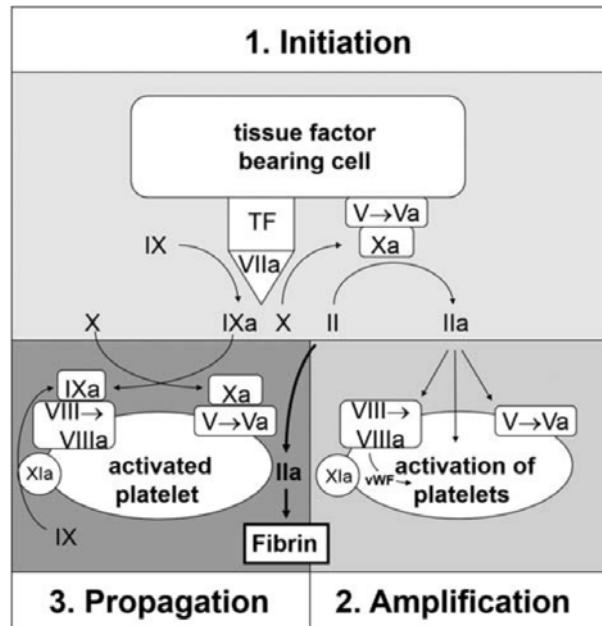 1. Initiation
tissue factor
bearing cell
TF
VIIa
V→Va
Xa
IX
X
IXa
X
II
IIa
IXa
VIII→
VIIIa
Xa
V→Va
XIa
activated
platelet
IIa
IX
Fibrin
VIII→
VIIIa
V→Va
XIa
vWF
activation of
platelets
3. Propagation
2. Amplification